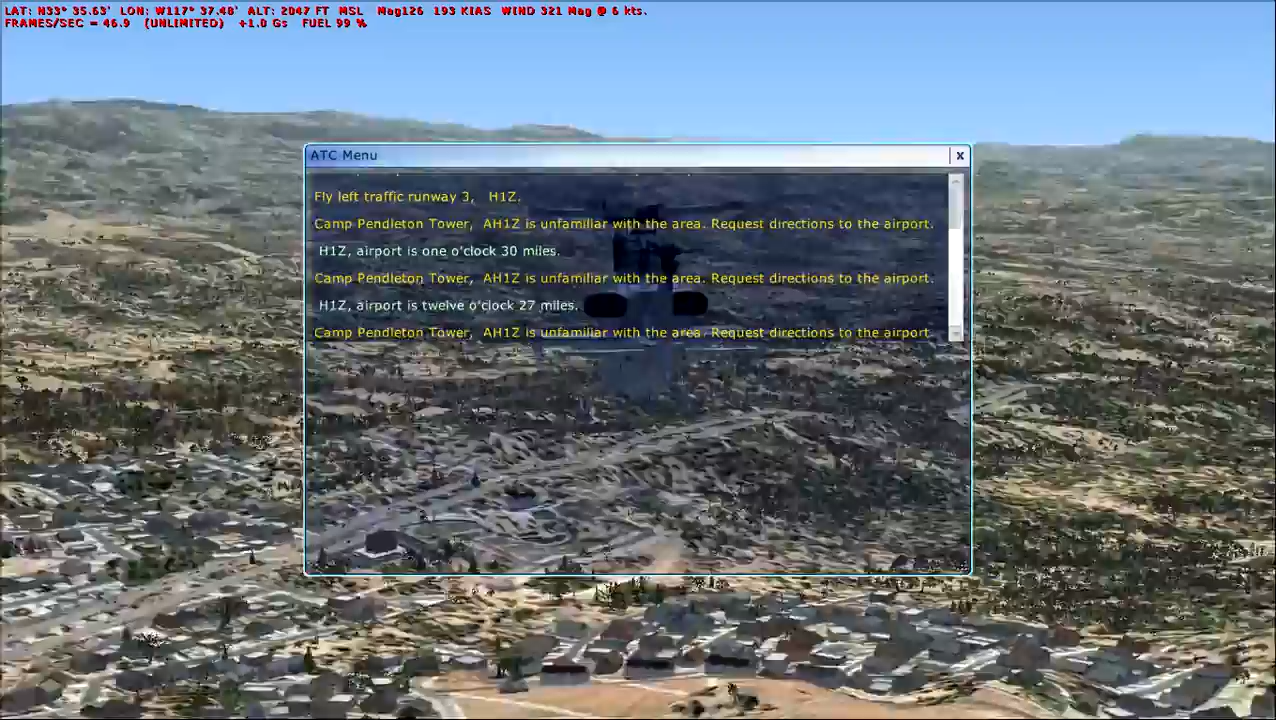 LAT: N33° 35.63' LON: W117° 37.48' ALT: 2047 FT MSL Mag126 193 KIAS WIND 321 Mag @ 6 kts.
FRAMES/SEC = 46.9 (UNLIMITED) +1.0 Gs FUEL 99 %
ATC Menu x
Fly left traffic runway 3, H1Z.
Camp Pendleton Tower, AH1Z is unfamiliar with the area. Request directions to the airport.
H1Z, airport is one o'clock 30 miles.
Camp Pendleton Tower, AH1Z is unfamiliar with the area. Request directions to the airport.
H1Z, airport is twelve o'clock 27 miles.
Camp Pendleton Tower, AH1Z is unfamiliar with the area. Request directions to the airport.